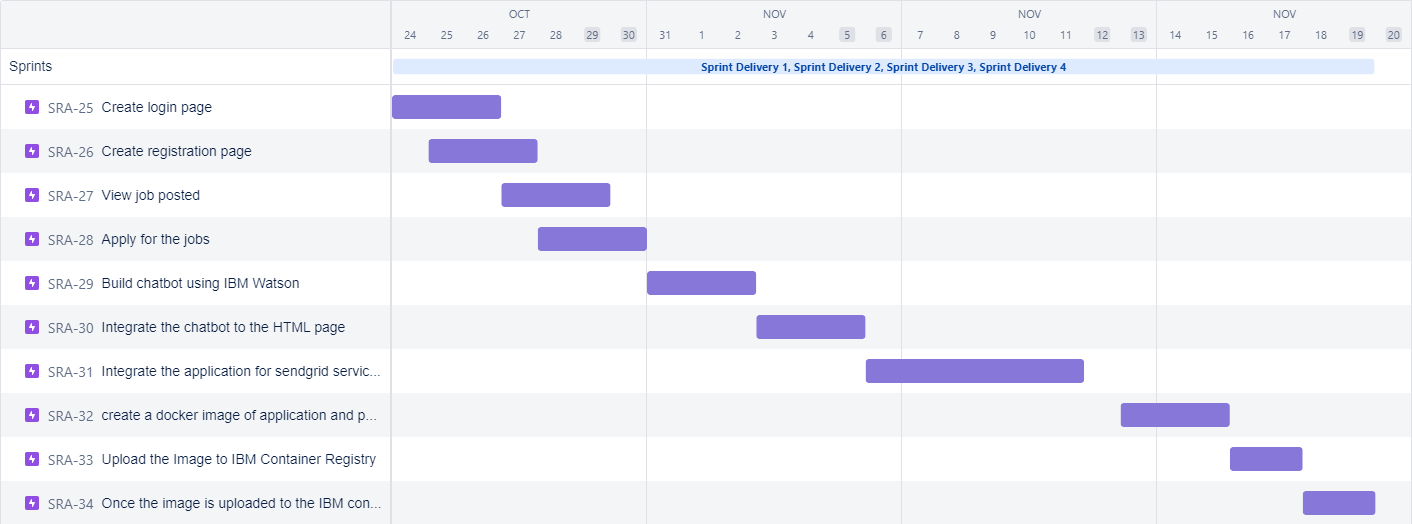 OCT NOV NOV NOV
24 25 26 27 28 29 30 31 1 2 3 4 5 6 7 8 9 10 11 12 13 14 15 16 17 18 19 20
Sprints Sprint Delivery 1, Sprint Delivery 2, Sprint Delivery 3, Sprint Delivery 4
SRA-25 Create login page
SRA-26 Create registration page
SRA-27 View job posted
SRA-28 Apply for the jobs
SRA-29 Build chatbot using IBM Watson
SRA-30 Integrate the chatbot to the HTML page
SRA-31 Integrate the application for sendgrid servic...
SRA-32 create a docker image of application and p...
SRA-33 Upload the Image to IBM Container Registry
SRA-34 Once the image is uploaded to the IBM con...